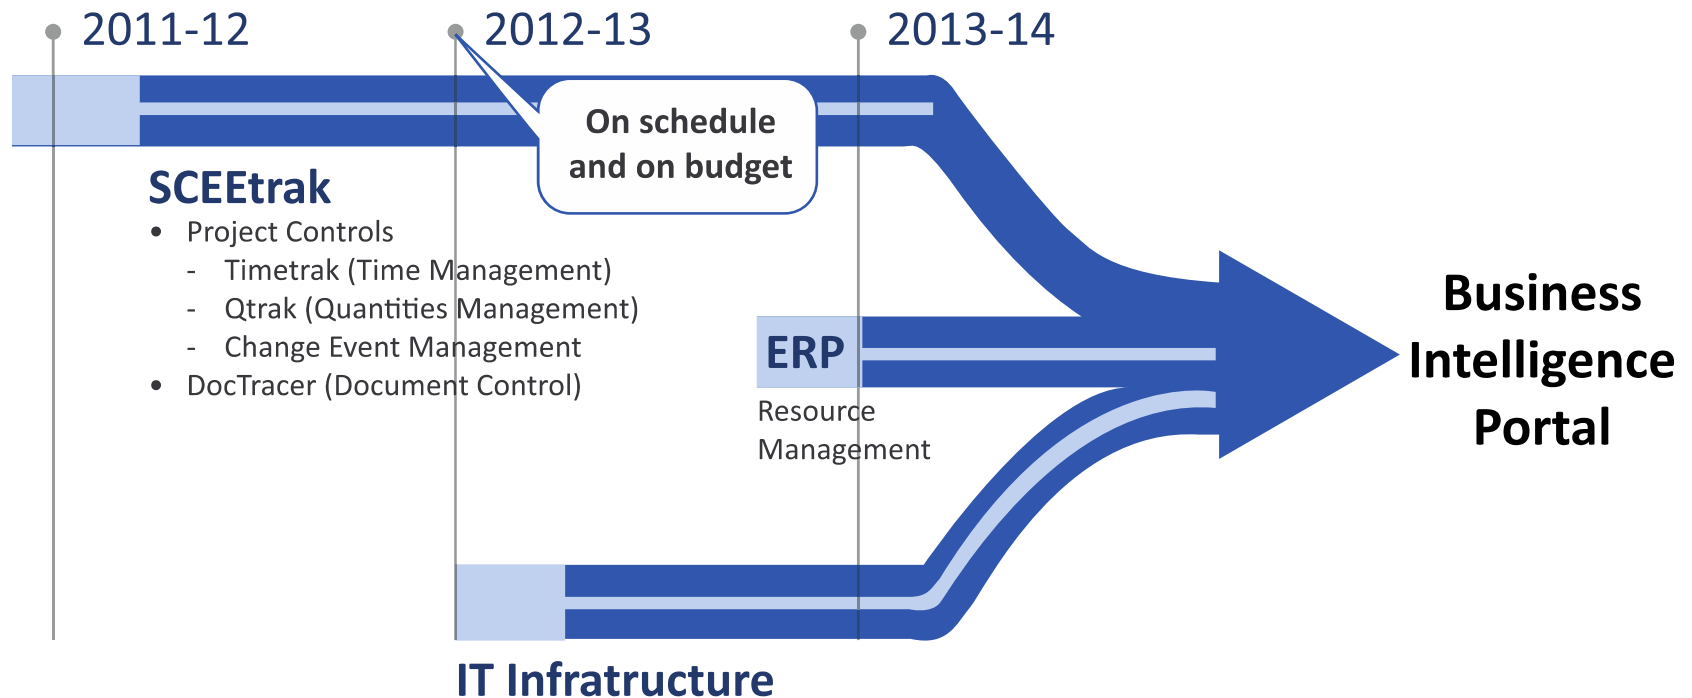 2011-12
2012-13
2013-14
On schedule
and on budget
SCEEtrak
• Project Controls
- Timetrak (Time Management)
- Qtrak (Quantities Management)
- Change Event Management
• DocTracer (Document Control)
ERP
Resource
Management
Business
Intelligence
Portal
IT Infratructure